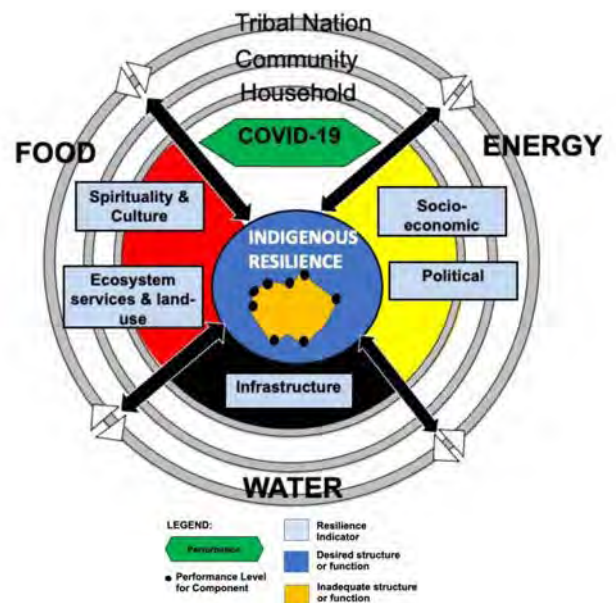 Tribal Nation
Community
Household
COVID-19
FOOD
ENERGY
Spirituality &
Culture
Socio-
economic
INDIGENOUS
RESILIENCE
Ecosystem
services & land-
use
Political
Infrastructure
WATER
LEGEND:
Perturbation
Performance Level
for Component
Resilience
Indicator
Desired structure
or function
Inadequate structure
or function